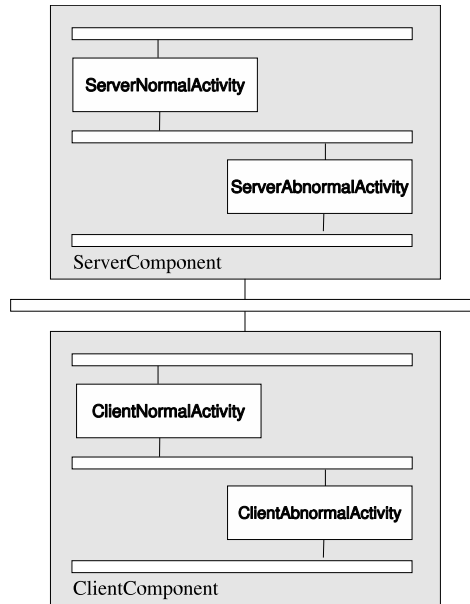 ServerNormalActivity
ServerAbnormalActivity
ServerComponent
ClientNormalActivity
ClientAbnormalActivity
ClientComponent